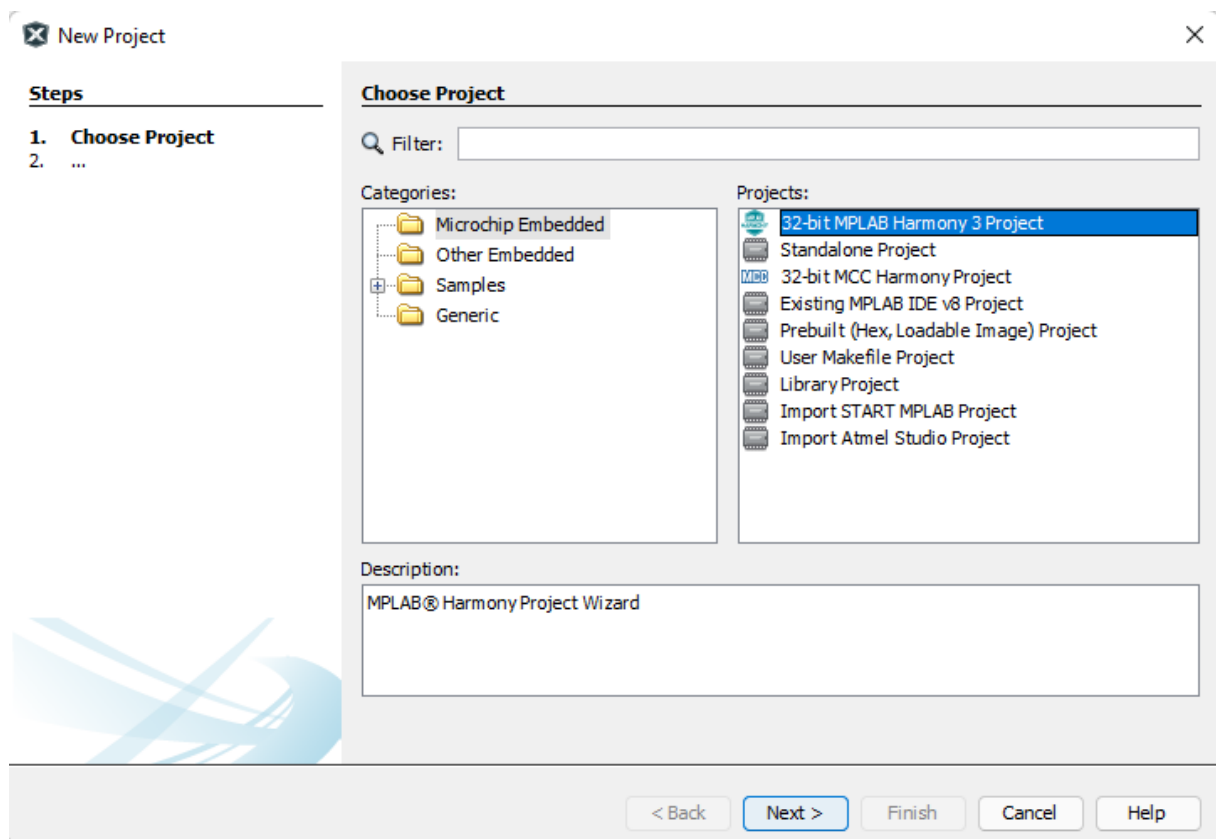 New Project
Steps
1. Choose Project
2. ...
Choose Project
Filter:
Categories:
Microchip Embedded
Other Embedded
Samples
Generic
Projects:
32-bit MPLAB Harmony 3 Project
Standalone Project
MCC 32-bit MCC Harmony Project
Existing MPLAB IDE v8 Project
Prebuilt (Hex, Loadable Image) Project
User Makefile Project
Library Project
Import START MPLAB Project
Import Atmel Studio Project
Description:
MPLAB® Harmony Project Wizard
< Back Next > Finish Cancel Help